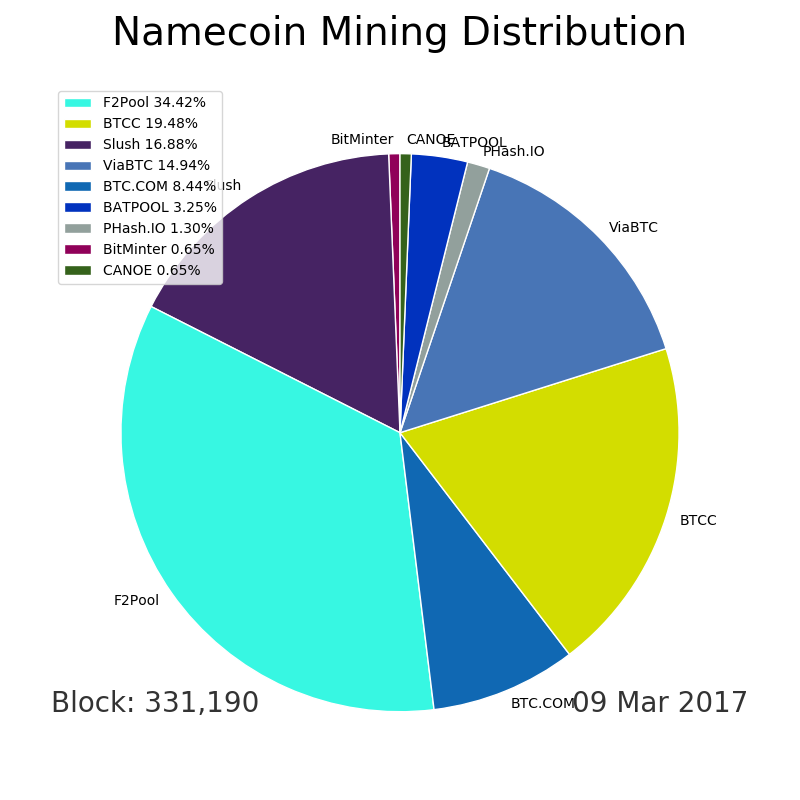 Namecoin Mining Distribution
F2Pool 34.42%
BTCC 19.48%
Slush 16.88%
ViaBTC 14.94%
BTC.COM 8.44%
BATPOOL 3.25%
PHash.IO 1.30%
BitMinter 0.65%
CANOE 0.65%
BitMinter
CANOE
BATPOOL
PHash.IO
Slush
ViaBTC
BTCC
F2Pool
BTC.COM
Block: 331,190
09 Mar 2017